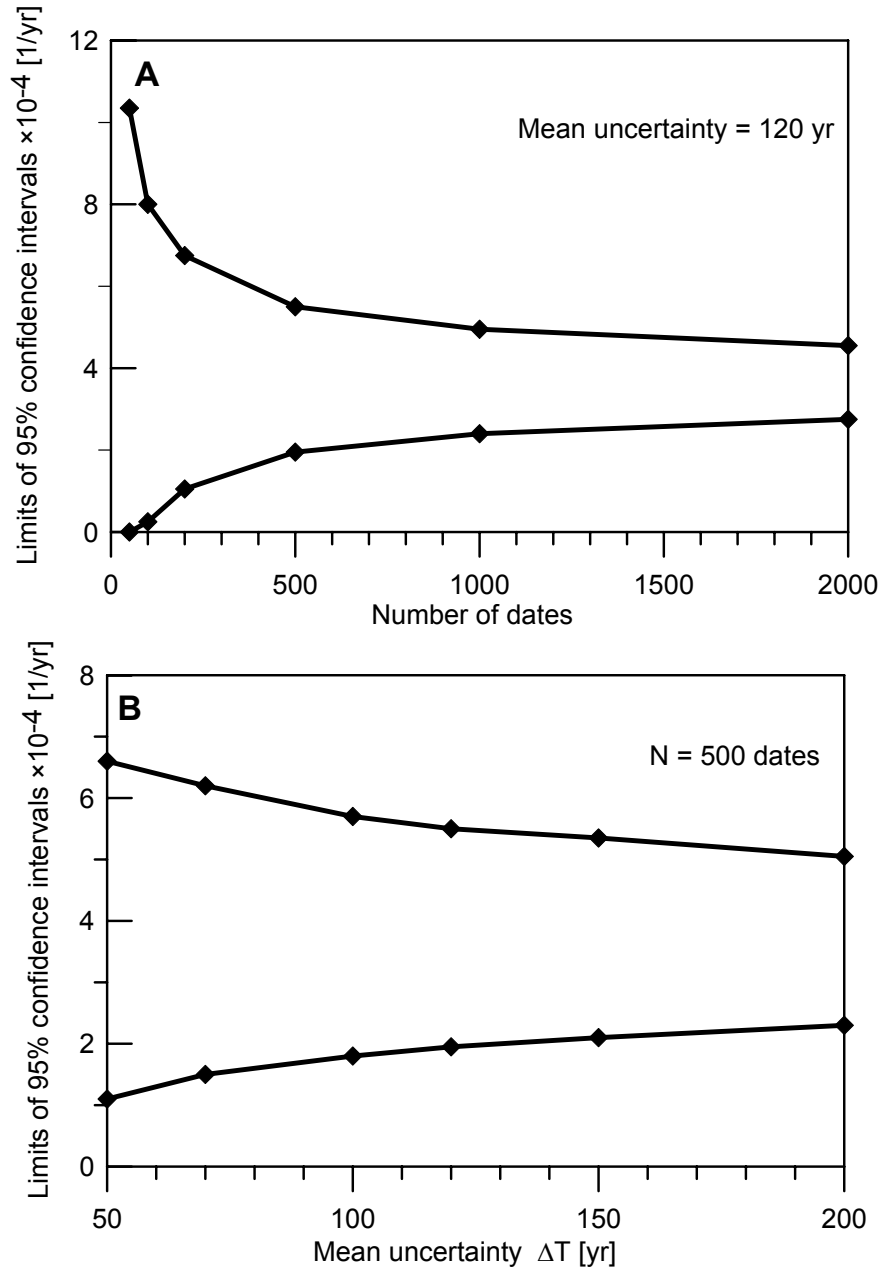 Limits of 95% confidence intervals ×10-4 [1/yr]
12
A
Mean uncertainty = 120 yr
8
4
0
0 500 1000 1500 2000
Number of dates
Limits of 95% confidence intervals ×10-4 [1/yr]
8
B
N = 500 dates
6
4
2
0
50 100 150 200
Mean uncertainty ΔT [yr]